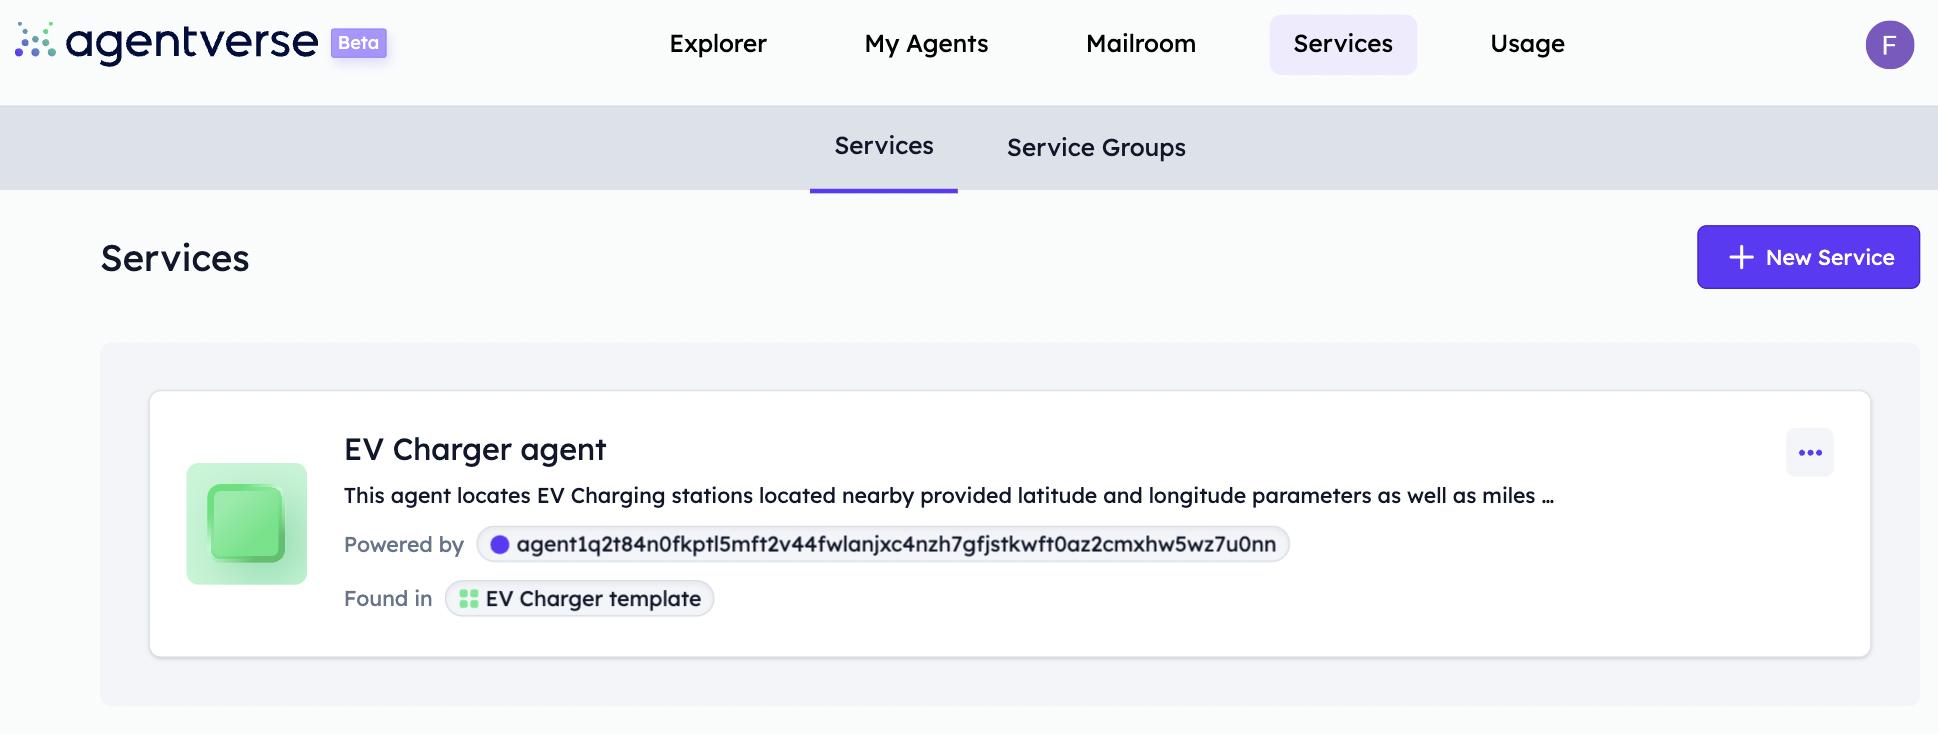 agentverse Beta Explorer My Agents Mailroom Services Usage F
Services Service Groups
Services + New Service
EV Charger agent
This agent locates EV Charging stations located nearby provided latitude and longitude parameters as well as miles ...
Powered by agent1q2t84n0fkptl5mft2v44fwlanjxc4nzh7gfjstkwft0az2cmxhw5wz7u0nn
Found in EV Charger template